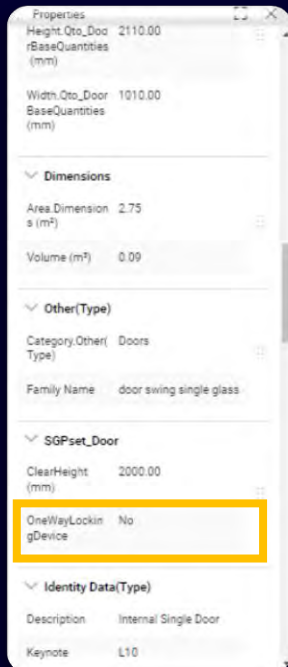 Properties
Height.Qto_Doo 2110.00
rBaseQuantities
(mm)
Width.Qto_Door 1010.00
BaseQuantities
(mm)
Dimensions
Area.Dimension 2.75
s (m²)
Volume (m³) 0.09
Other(Type)
Category.Other( Doors
Type)
Family Name door swing single glass
SGPset_Door
ClearHeight 2000.00
(mm)
OneWayLockin No
gDevice
Identity Data(Type)
Description Internal Single Door
Keynote L10